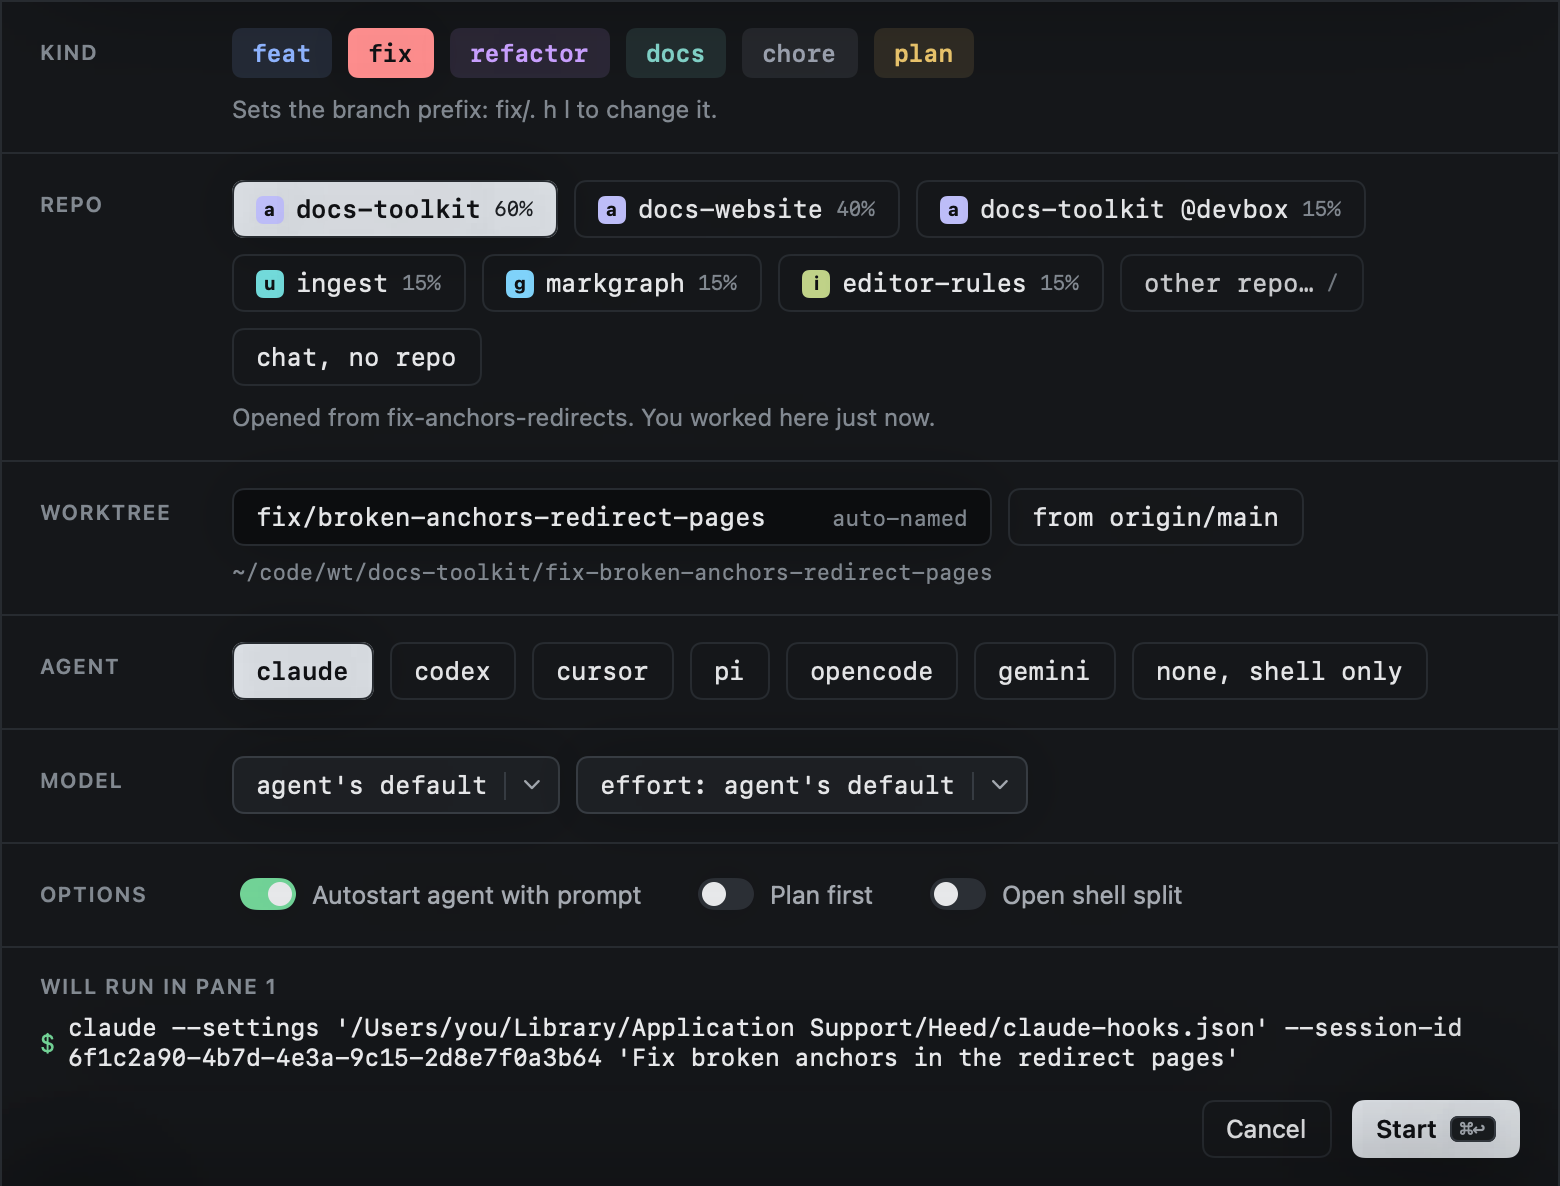 KIND
feat fix refactor docs chore plan
Sets the branch prefix: fix/. h l to change it.
REPO
a docs-toolkit 60% a docs-website 40% a docs-toolkit @devbox 15%
u ingest 15% g markgraph 15% i editor-rules 15% other repo… /
chat, no repo
Opened from fix-anchors-redirects. You worked here just now.
WORKTREE
fix/broken-anchors-redirect-pages auto-named from origin/main
~/code/wt/docs-toolkit/fix-broken-anchors-redirect-pages
AGENT
claude codex cursor pi opencode gemini none, shell only
MODEL
agent's default effort: agent's default
OPTIONS
Autostart agent with prompt Plan first Open shell split
WILL RUN IN PANE 1
$ claude --settings '/Users/you/Library/Application Support/Heed/claude-hooks.json' --session-id
6f1c2a90-4b7d-4e3a-9c15-2d8e7f0a3b64 'Fix broken anchors in the redirect pages'
Cancel Start ⌘↩